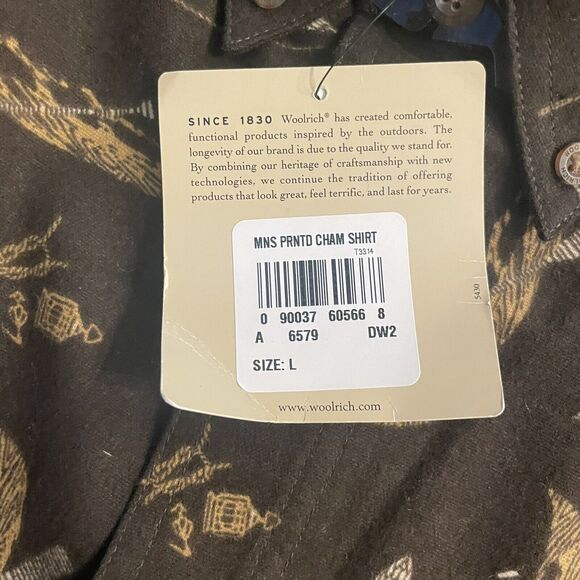 SINCE 1830 Woolrich® has created comfortable,
functional products inspired by the outdoors. The
longevity of our brand is due to the quality we stand for.
By combining our heritage of craftsmanship with new
technologies, we continue the tradition of offering
products that look great, feel terrific, and last for years.
MNS PRNTD CHAM SHIRT
T3314
0 90037 60566 8
A 6579 DW2
SIZE: L
5430
www.woolrich.com